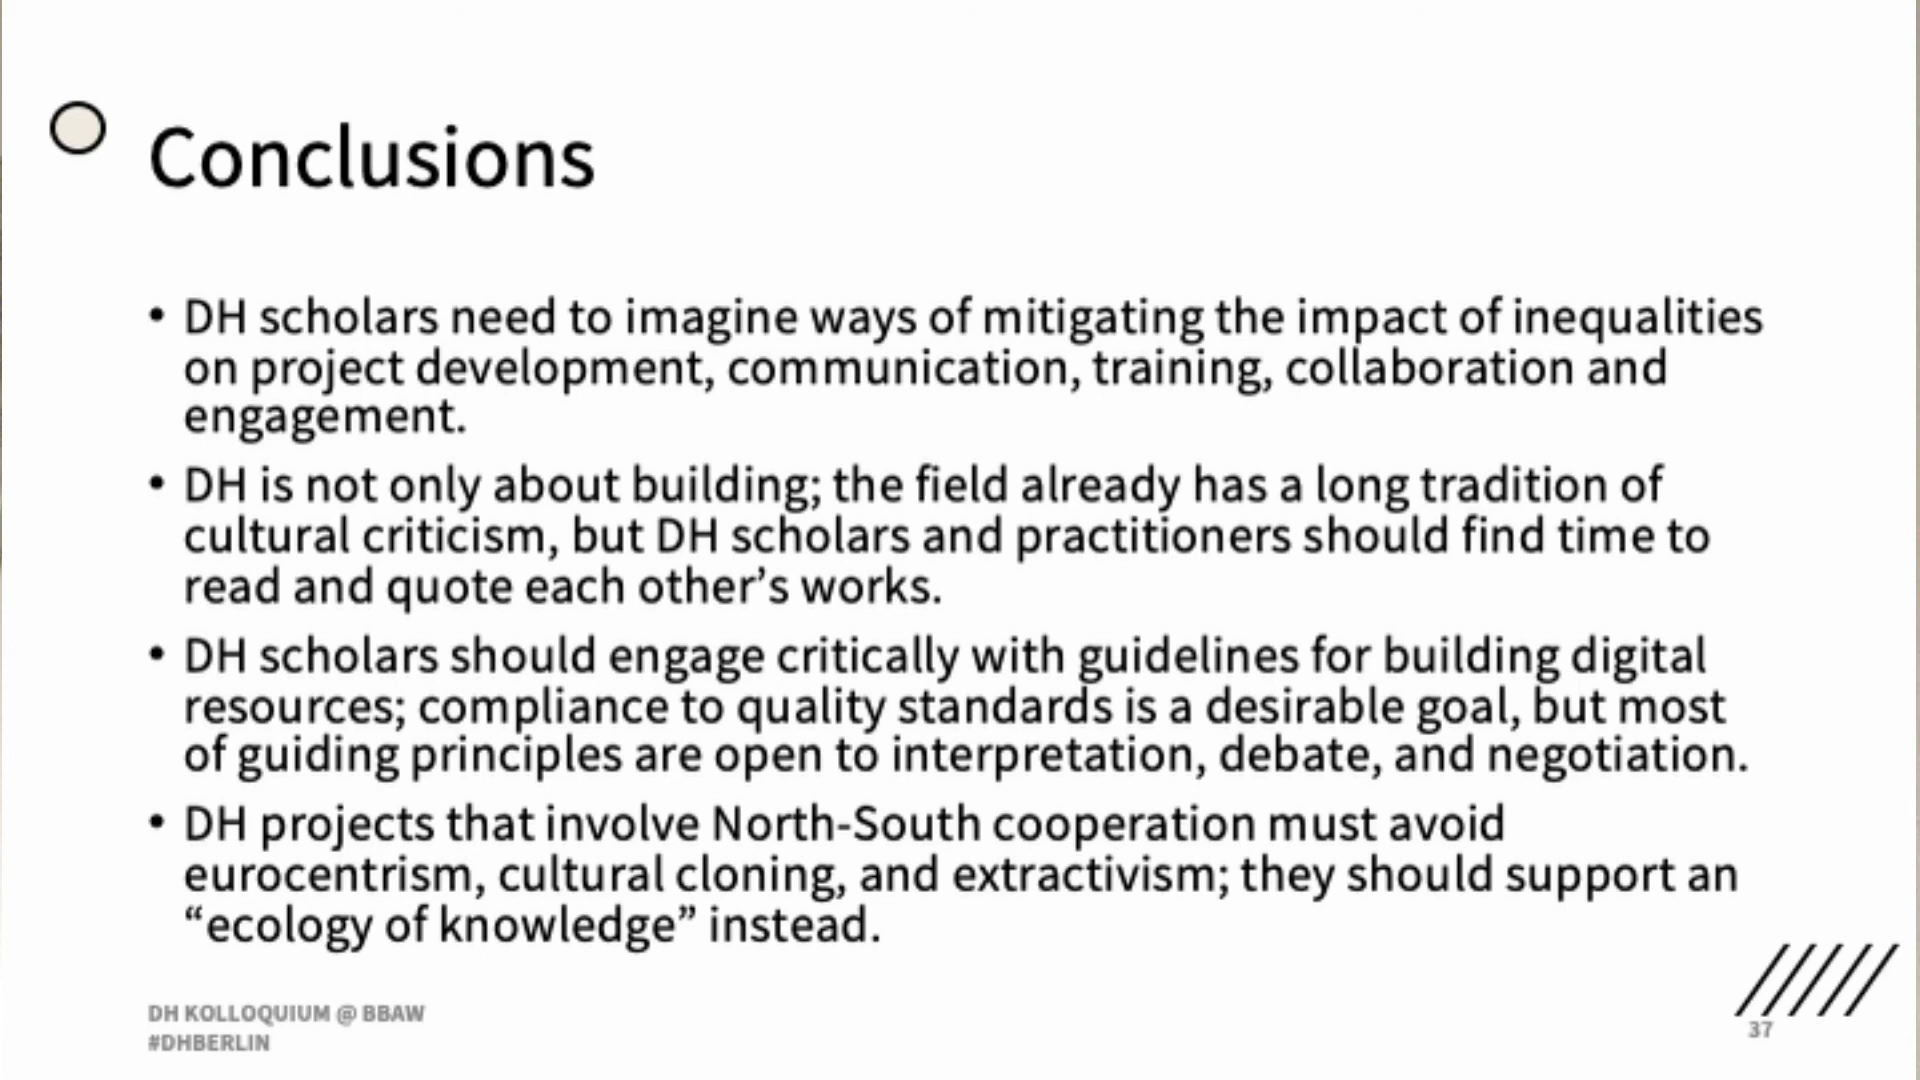 Conclusions
• DH scholars need to imagine ways of mitigating the impact of inequalities
on project development, communication, training, collaboration and
engagement.
• DH is not only about building; the field already has a long tradition of
cultural criticism, but DH scholars and practitioners should find time to
read and quote each other’s works.
• DH scholars should engage critically with guidelines for building digital
resources; compliance to quality standards is a desirable goal, but most
of guiding principles are open to interpretation, debate, and negotiation.
• DH projects that involve North-South cooperation must avoid
eurocentrism, cultural cloning, and extractivism; they should support an
“ecology of knowledge” instead.
DH KOLLOQUIUM @ BBAW
#DHBERLIN
37